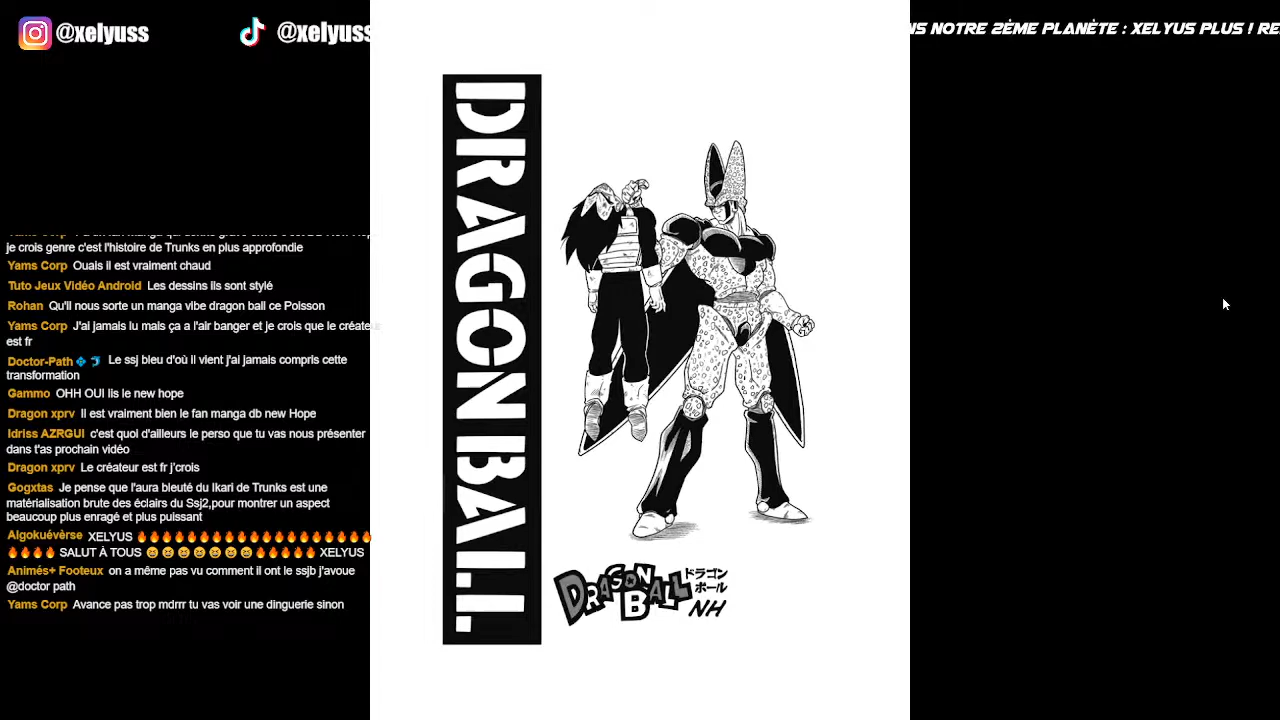 @xelyuss
@xelyuss
NS NOTRE 2ÈME PLANÈTE : XELYUS PLUS ! RE
je crois genre c'est l'histoire de Trunks en plus approfondie
Yams Corp Ouais il est vraiment chaud
Tuto Jeux Vidéo Android Les dessins ils sont stylé
Rohan Qu'il nous sorte un manga vibe dragon ball ce Poisson
Yams Corp J'ai jamais lu mais ça a l'air banger et je crois que le créateur
est fr
Doctor-Path Le ssj bleu d'où il vient j'ai jamais compris cette
transformation
Gammo OHH OUI lis le new hope
Dragon xprv Il est vraiment bien le fan manga db new Hope
Idriss AZRGUI c'est quoi d'ailleurs le perso que tu vas nous présenter
dans t'as prochain vidéo
Dragon xprv Le créateur est fr j'crois
Gogxtas Je pense que l'aura bleuté du Ikari de Trunks est une
matérialisation brute des éclairs du Ssj2,pour montrer un aspect
beaucoup plus enragé et plus puissant
Algokuévèrse XELYUS 🔥🔥🔥🔥🔥🔥🔥🔥🔥🔥🔥🔥🔥🔥🔥🔥🔥🔥🔥
🔥🔥🔥🔥 SALUT À TOUS 😄😄😄😄😄😄😄🔥🔥🔥🔥🔥 XELYUS
Animés+ Footeux on a même pas vu comment il ont le ssjb j'avoue
@doctor path
Yams Corp Avance pas trop mdrrr tu vas voir une dinguerie sinon
DRAGON BALL
DRAGON BALL
ドラゴン
ボール
NH